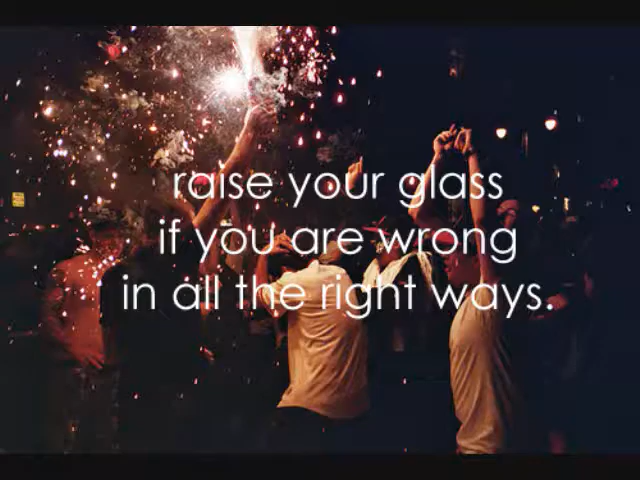 raise your glass
if you are wrong
in all the right ways.